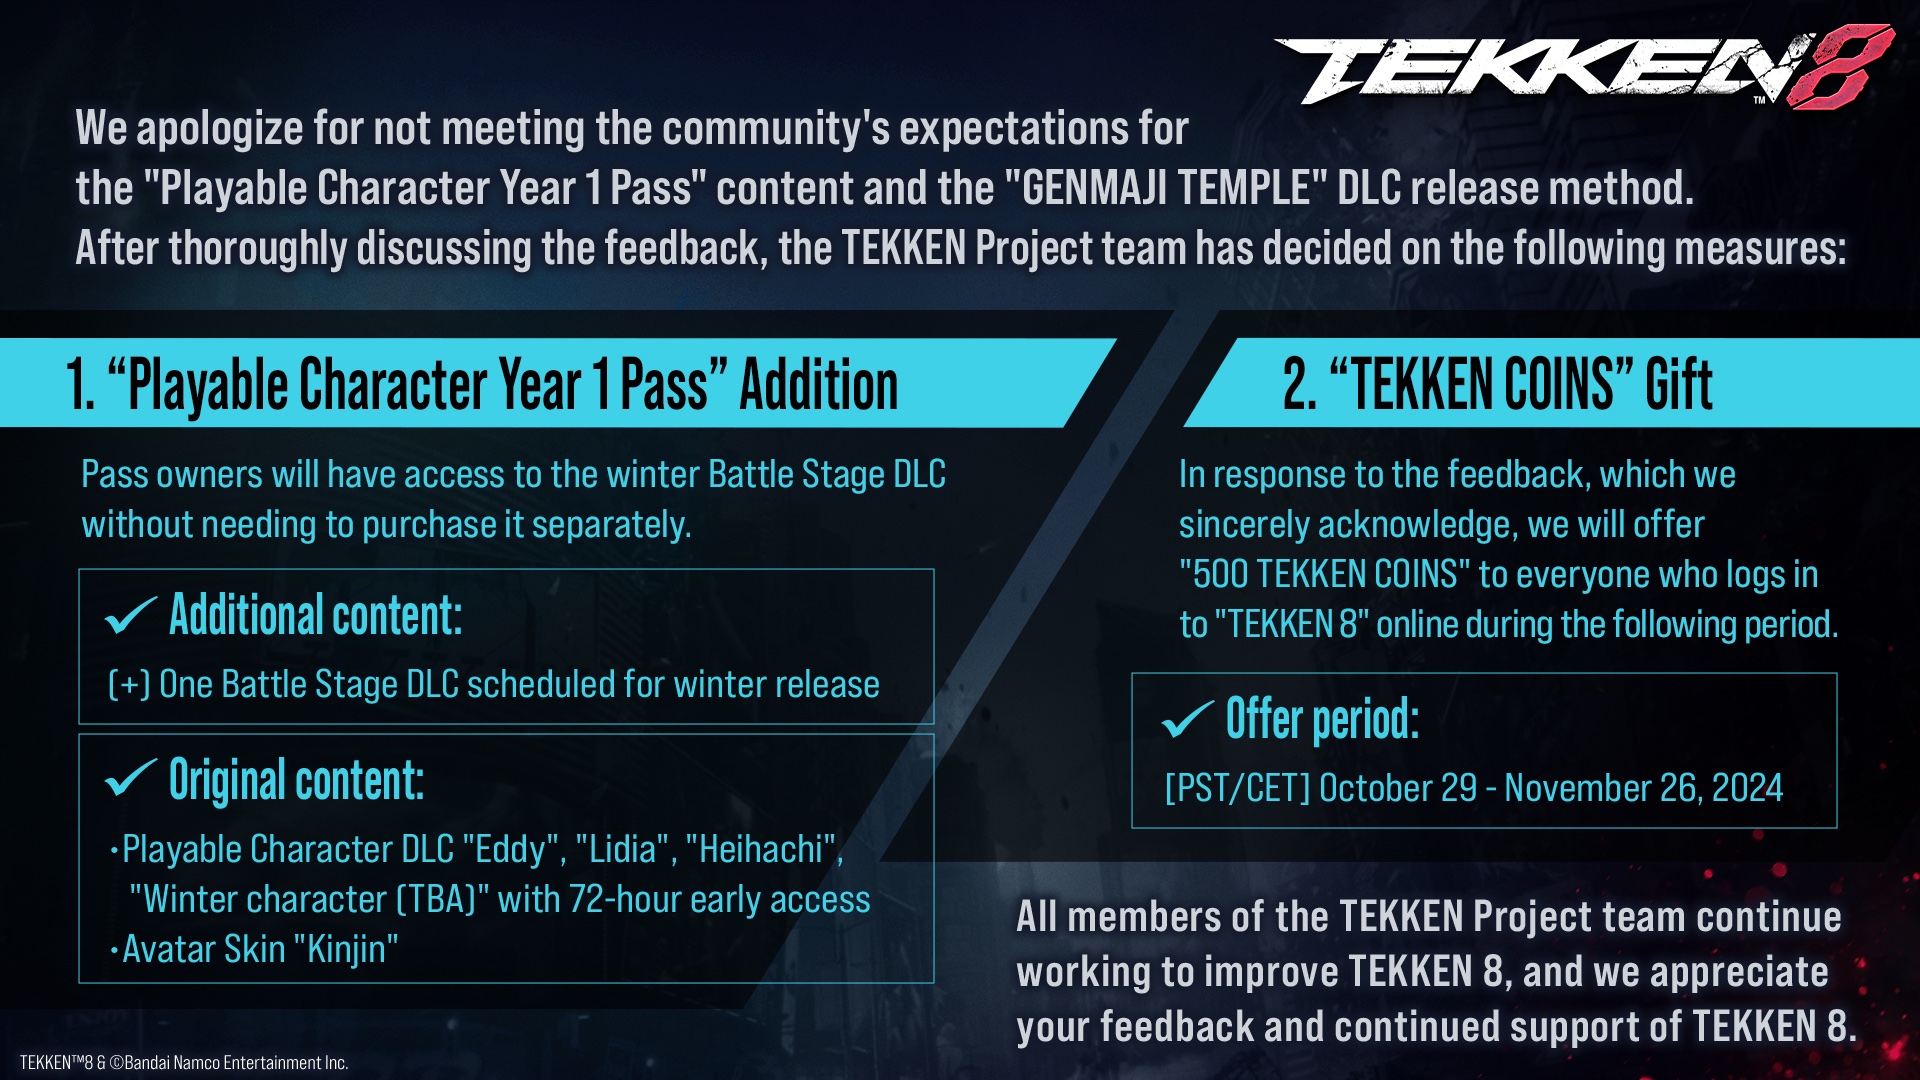 TEKKEN 8
TM
We apologize for not meeting the community's expectations for
the "Playable Character Year 1 Pass" content and the "GENMAJI TEMPLE" DLC release method.
After thoroughly discussing the feedback, the TEKKEN Project team has decided on the following measures:
1. “Playable Character Year 1 Pass” Addition
Pass owners will have access to the winter Battle Stage DLC
without needing to purchase it separately.
✓ Additional content:
(+) One Battle Stage DLC scheduled for winter release
✓ Original content:
・Playable Character DLC "Eddy", "Lidia", "Heihachi",
"Winter character (TBA)" with 72-hour early access
・Avatar Skin "Kinjin"
2. “TEKKEN COINS” Gift
In response to the feedback, which we
sincerely acknowledge, we will offer
"500 TEKKEN COINS" to everyone who logs in
to "TEKKEN 8" online during the following period.
✓ Offer period:
[PST/CET] October 29 - November 26, 2024
All members of the TEKKEN Project team continue
working to improve TEKKEN 8, and we appreciate
your feedback and continued support of TEKKEN 8.
TEKKEN™8 & ©Bandai Namco Entertainment Inc.